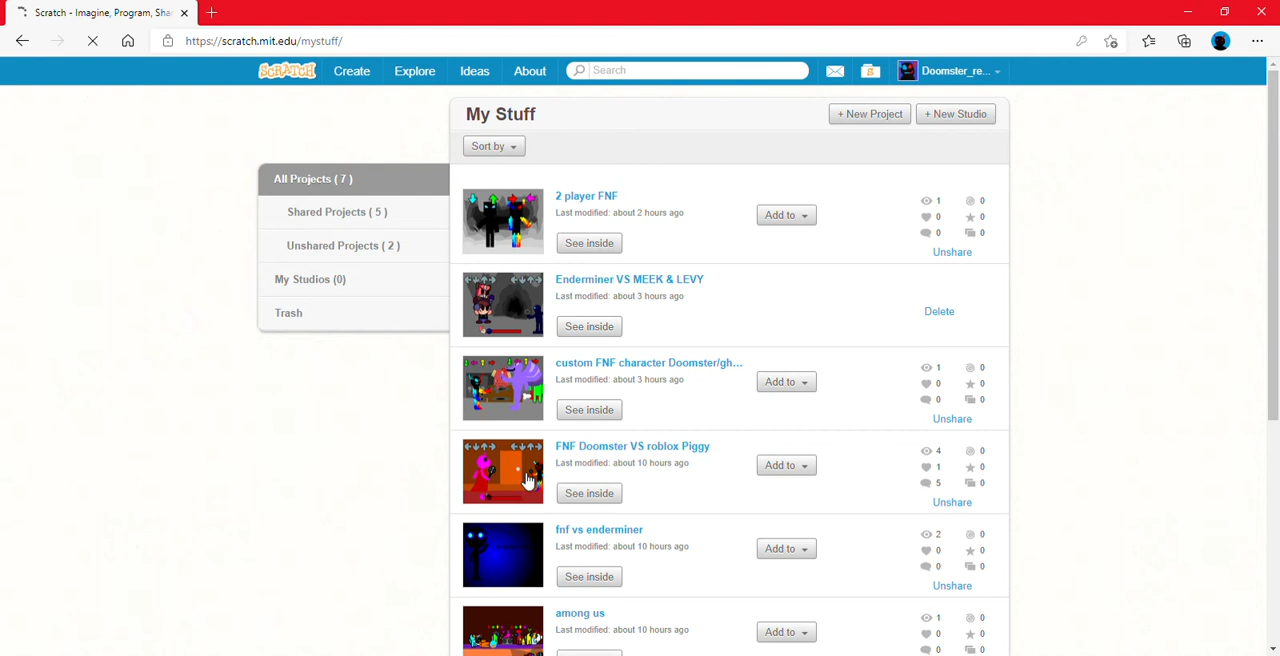 Scratch - Imagine, Program, Sha
https://scratch.mit.edu/mystuff/
SCRATCH
Create
Explore
Ideas
About
Search
Doomster_re...
My Stuff
+ New Project
+ New Studio
Sort by
All Projects ( 7 )
Shared Projects ( 5 )
Unshared Projects ( 2 )
My Studios (0)
Trash
2 player FNF
Last modified: about 2 hours ago
See inside
Add to
1 0
0 0
0 0
Unshare
Enderminer VS MEEK & LEVY
Last modified: about 3 hours ago
See inside
Delete
custom FNF character Doomster/gh...
Last modified: about 3 hours ago
See inside
Add to
1 0
0 0
0 0
Unshare
FNF Doomster VS roblox Piggy
Last modified: about 10 hours ago
See inside
Add to
4 0
1 0
5 0
Unshare
fnf vs enderminer
Last modified: about 10 hours ago
See inside
Add to
2 0
0 0
0 0
Unshare
among us
Last modified: about 10 hours ago
Add to
1 0
0 0
0 0